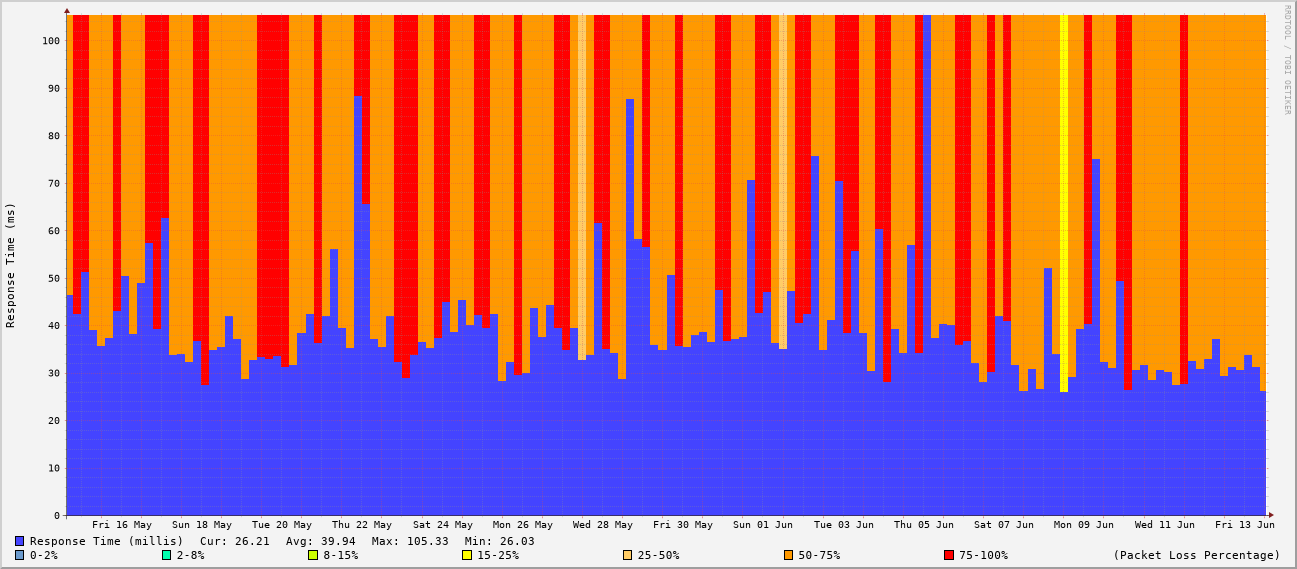 RRDTOOL / TOBI OETIKER
Response Time (ms)
100
90
80
70
60
50
40
30
20
10
0
Fri 16 May Sun 18 May Tue 20 May Thu 22 May Sat 24 May Mon 26 May Wed 28 May Fri 30 May Sun 01 Jun Tue 03 Jun Thu 05 Jun Sat 07 Jun Mon 09 Jun Wed 11 Jun Fri 13 Jun
Response Time (millis) Cur: 26.21 Avg: 39.94 Max: 105.33 Min: 26.03
0-2% 2-8% 8-15% 15-25% 25-50% 50-75% 75-100% (Packet Loss Percentage)